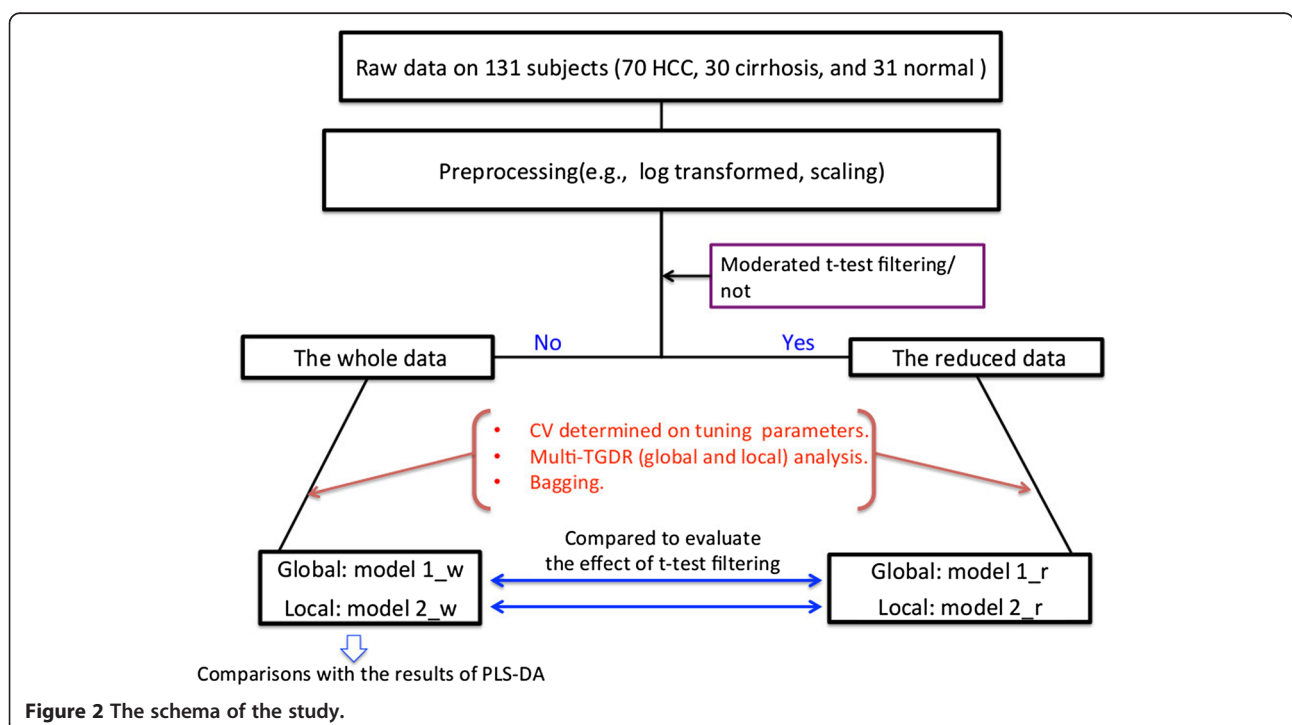 Raw data on 131 subjects (70 HCC, 30 cirrhosis, and 31 normal )
Preprocessing(e.g., log transformed, scaling)
Moderated t-test filtering/
not
No
Yes
The whole data
The reduced data
• CV determined on tuning parameters.
• Multi-TGDR (global and local) analysis.
• Bagging.
Compared to evaluate
the effect of t-test filtering
Global: model 1_w
Local: model 2_w
Global: model 1_r
Local: model 2_r
Comparisons with the results of PLS-DA
Figure 2 The schema of the study.